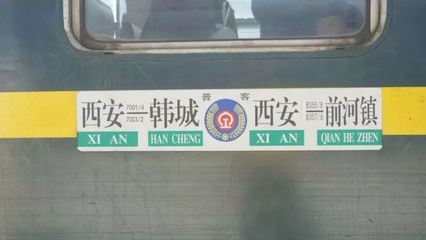 普 客
西安 7001/4 韩城 西安 8355/8 前河镇
7003/2 8357/6
XI AN HAN CHENG XI AN QIAN HE ZHEN